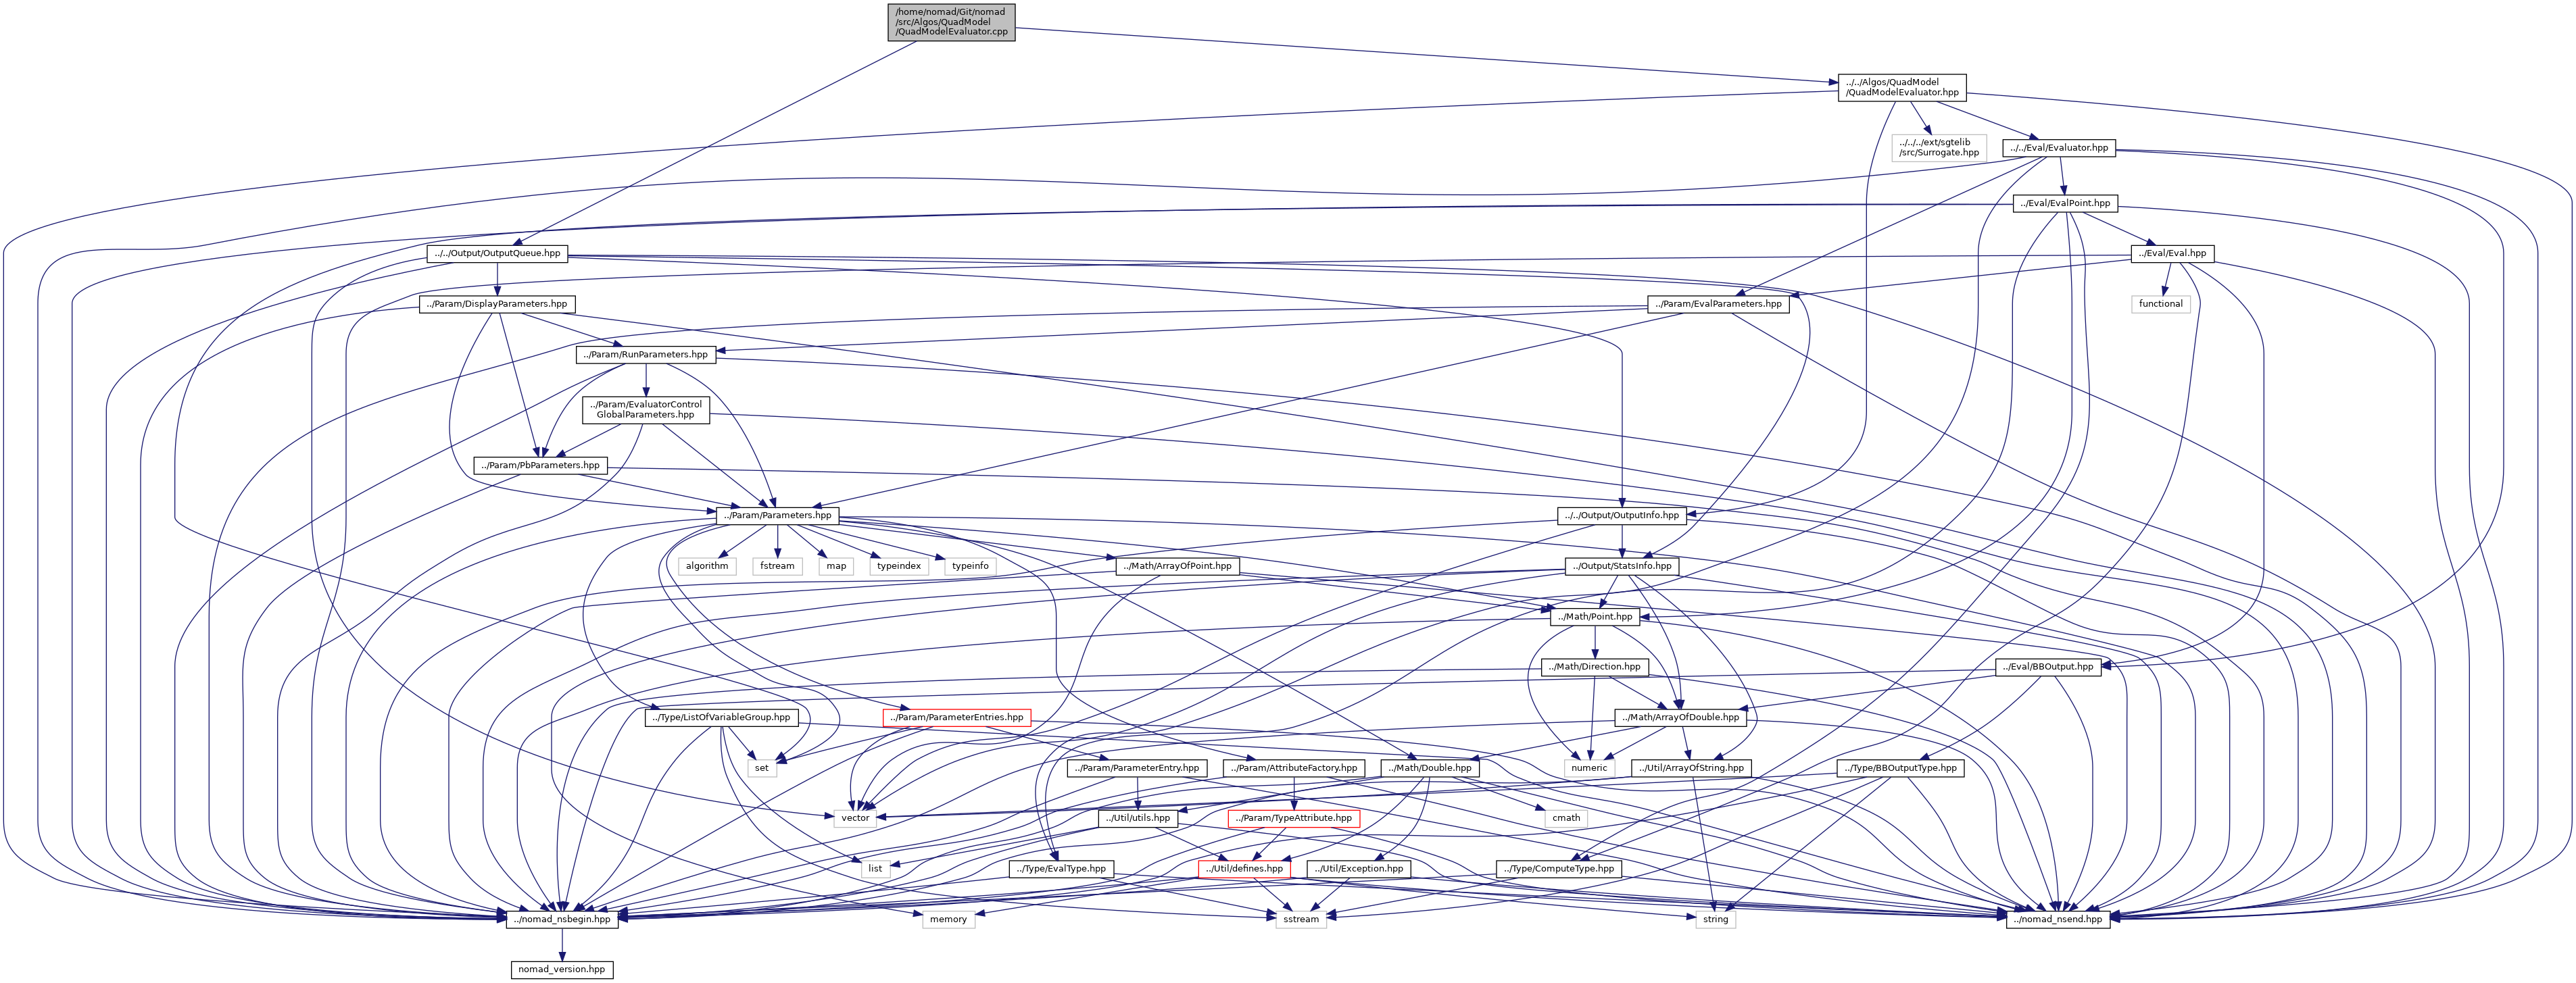 /home/nomad/Git/nomad
/src/Algos/QuadModel
/QuadModelEvaluator.cpp
../../Algos/QuadModel
/QuadModelEvaluator.hpp
../../../ext/sgtelib
/src/Surrogate.hpp
../../Eval/Evaluator.hpp
../Eval/EvalPoint.hpp
../../Output/OutputQueue.hpp
../Eval/Eval.hpp
../Param/DisplayParameters.hpp
../Param/EvalParameters.hpp
functional
../Param/RunParameters.hpp
../Param/EvaluatorControl
GlobalParameters.hpp
../Param/PbParameters.hpp
../Param/Parameters.hpp
../../Output/OutputInfo.hpp
algorithm
fstream
map
typeindex
typeinfo
../Math/ArrayOfPoint.hpp
../Output/StatsInfo.hpp
../Math/Point.hpp
../Math/Direction.hpp
../Eval/BBOutput.hpp
../Type/ListOfVariableGroup.hpp
../Param/ParameterEntries.hpp
../Math/ArrayOfDouble.hpp
set
../Param/ParameterEntry.hpp
../Param/AttributeFactory.hpp
../Math/Double.hpp
numeric
../Util/ArrayOfString.hpp
../Type/BBOutputType.hpp
vector
../Util/utils.hpp
../Param/TypeAttribute.hpp
cmath
list
../Type/EvalType.hpp
../Util/defines.hpp
../Util/Exception.hpp
../Type/ComputeType.hpp
../nomad_nsbegin.hpp
memory
sstream
string
../nomad_nsend.hpp
nomad_version.hpp